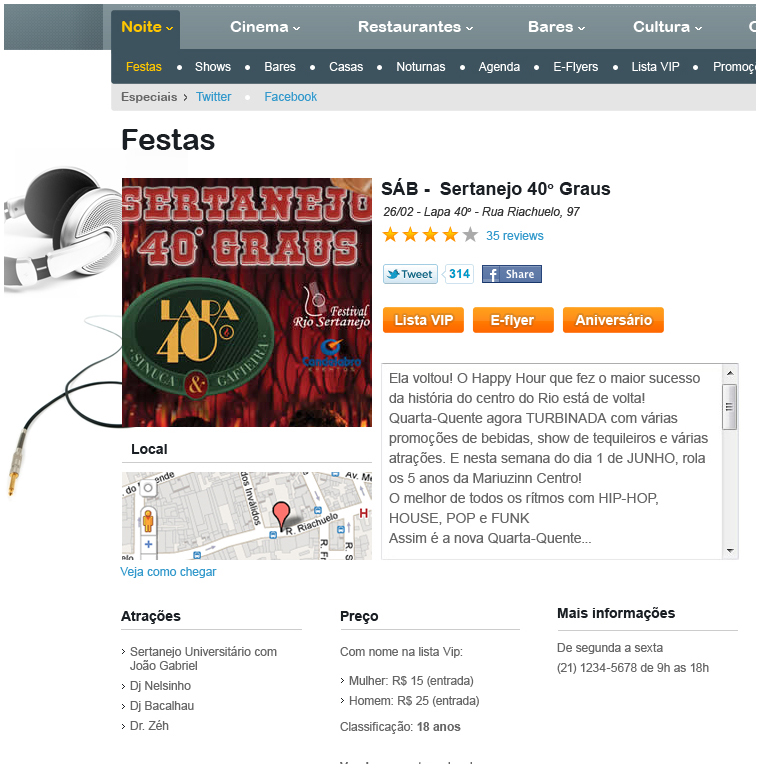 Noite Cinema Restaurantes Bares Cultura
Festas • Shows • Bares • Casas • Noturnas • Agenda • E-Flyers • Lista VIP • Promoç
Especiais › Twitter • Facebook
Festas
SERTANEJO
40° GRAUS
LAPA
40°
SINUCA & GAFIEIRA
Festival
Rio Sertanejo
EVENTOS
SÁB - Sertanejo 40º Graus
26/02 - Lapa 40º - Rua Riachuelo, 97
35 reviews
Tweet 314 f Share
Lista VIP E-flyer Aniversário
Ela voltou! O Happy Hour que fez o maior sucesso
da história do centro do Rio está de volta!
Quarta-Quente agora TURBINADA com várias
promoções de bebidas, show de tequileiros e várias
atrações. E nesta semana do dia 1 de JUNHO, rola
os 5 anos da Mariuzinn Centro!
O melhor de todos os rítmos com HIP-HOP,
HOUSE, POP e FUNK
Assim é a nova Quarta-Quente...
Local
Av. Me
dos Inválidos
R. Riachuelo
H
Veja como chegar
Atrações
Sertanejo Universitário com
João Gabriel
Dj Nelsinho
Dj Bacalhau
Dr. Zéh
Preço
Com nome na lista Vip:
Mulher: R$ 15 (entrada)
Homem: R$ 25 (entrada)
Classificação: 18 anos
Mais informações
De segunda a sexta
(21) 1234-5678 de 9h as 18h